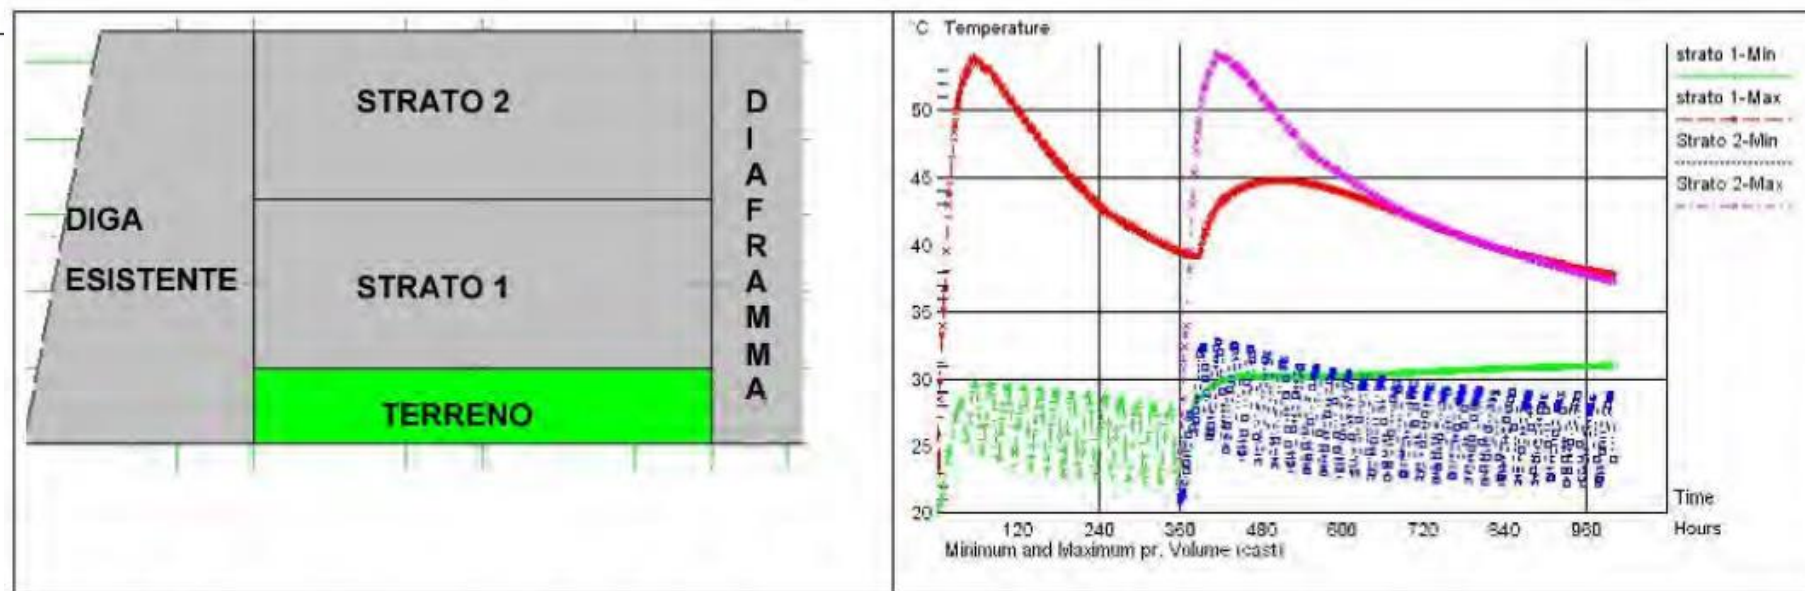 STRATO 2
DIAFRAMMA
DIGA
ESISTENTE
STRATO 1
TERRENO
°C Temperature
50
45
40
35
30
25
20
120 240 360 480 600 720 840 960
Time
Hours
Minimum and Maximum pr. Volume (cast)
strato 1-Min
strato 1-Max
Strato 2-Min
Strato 2-Max